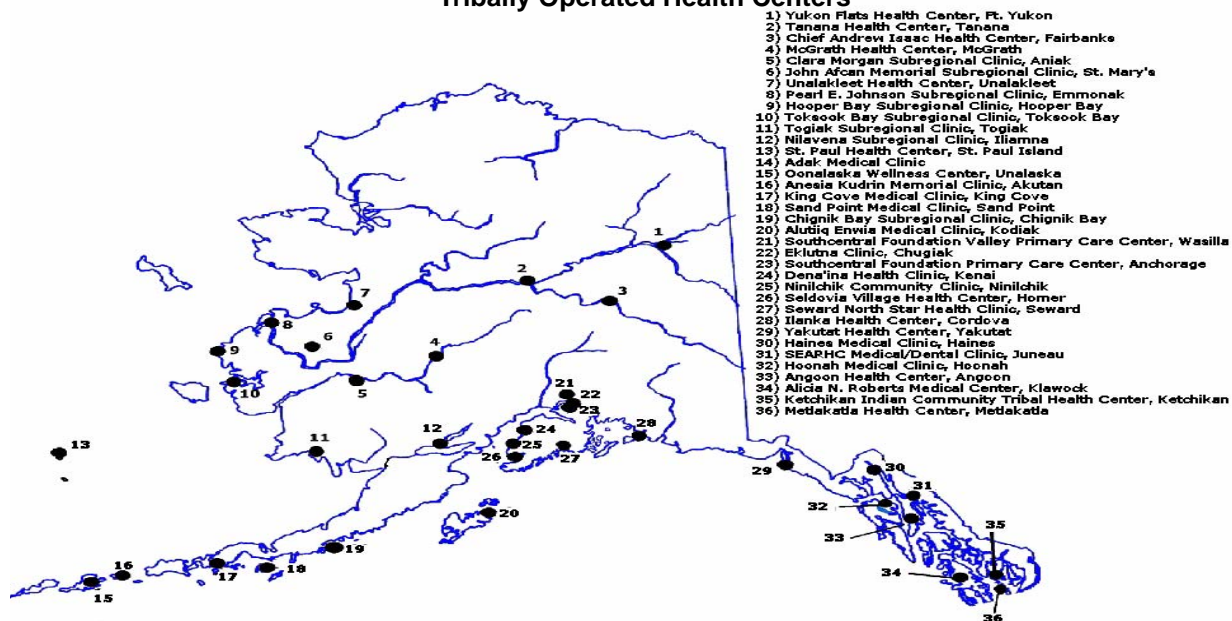 Tribally Operated Health Centers
1) Yukon Flats Health Center, Ft. Yukon
2) Tanana Health Center, Tanana
3) Chief Andrew Isaac Health Center, Fairbanks
4) McGrath Health Center, McGrath
5) Clara Morgan Subregional Clinic, Aniak
6) John Afcan Memorial Subregional Clinic, St. Mary's
7) Unalakleet Health Center, Unalakleet
8) Pearl E. Johnson Subregional Clinic, Emmonak
9) Hooper Bay Subregional Clinic, Hooper Bay
10) Toksook Bay Subregional Clinic, Toksook Bay
11) Togiak Subregional Clinic, Togiak
12) Nilavena Subregional Clinic, Iliamna
13) St. Paul Health Center, St. Paul Island
14) Adak Medical Clinic
15) Oonalaska Wellness Center, Unalaska
16) Anesia Kudrin Memorial Clinic, Akutan
17) King Cove Medical Clinic, King Cove
18) Sand Point Medical Clinic, Sand Point
19) Chignik Bay Subregional Clinic, Chignik Bay
20) Alutiiq Enwia Medical Clinic, Kodiak
21) Southcentral Foundation Valley Primary Care Center, Wasilla
22) Eklutna Clinic, Chugiak
23) Southcentral Foundation Primary Care Center, Anchorage
24) Dena'ina Health Clinic, Kenai
25) Ninilchik Community Clinic, Ninilchik
26) Seldovia Village Health Center, Homer
27) Seward North Star Health Clinic, Seward
28) Ilanka Health Center, Cordova
29) Yakutat Health Center, Yakutat
30) Haines Medical Clinic, Haines
31) SEARHC Medical/Dental Clinic, Juneau
32) Hoonah Medical Clinic, Hoonah
33) Angoon Health Center, Angoon
34) Alicia N. Roberts Medical Center, Klawock
35) Ketchikan Indian Community Tribal Health Center, Ketchikan
36) Metlakatla Health Center, Metlakatla
1
2
3
7
8
6
4
9
10
5
21
22
23
24
28
11
12
25
13
26
27
29
30
31
32
20
33
35
19
16
17
18
34
15
36